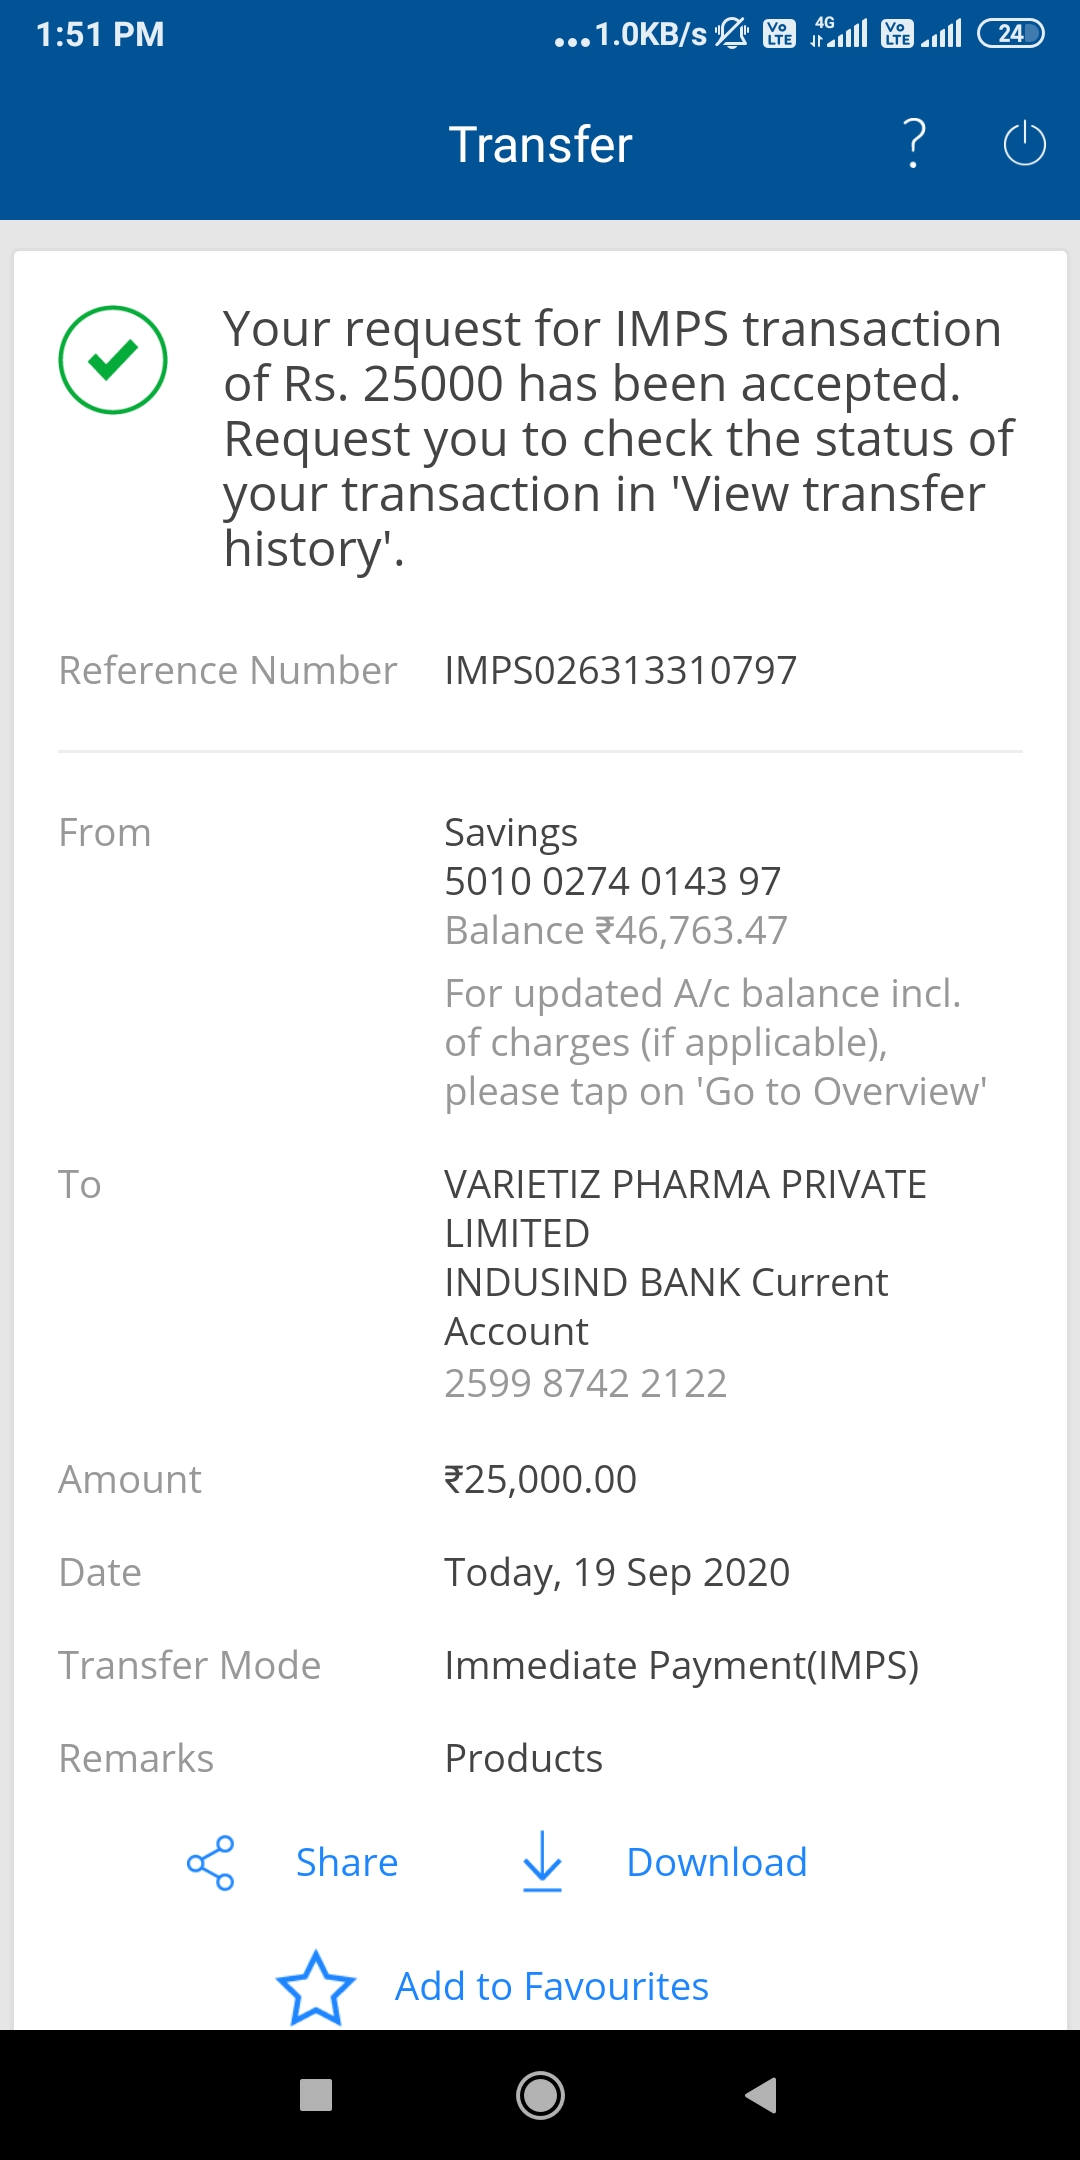 1:51 PM
...1.0KB/s Vo LTE 4G Vo LTE 24
Transfer
?
Your request for IMPS transaction
of Rs. 25000 has been accepted.
Request you to check the status of
your transaction in 'View transfer
history'.
Reference Number IMPS026313310797
From Savings
5010 0274 0143 97
Balance ₹46,763.47
For updated A/c balance incl.
of charges (if applicable),
please tap on 'Go to Overview'
To VARIETIZ PHARMA PRIVATE
LIMITED
INDUSIND BANK Current
Account
2599 8742 2122
Amount ₹25,000.00
Date Today, 19 Sep 2020
Transfer Mode Immediate Payment(IMPS)
Remarks Products
Share Download
Add to Favourites